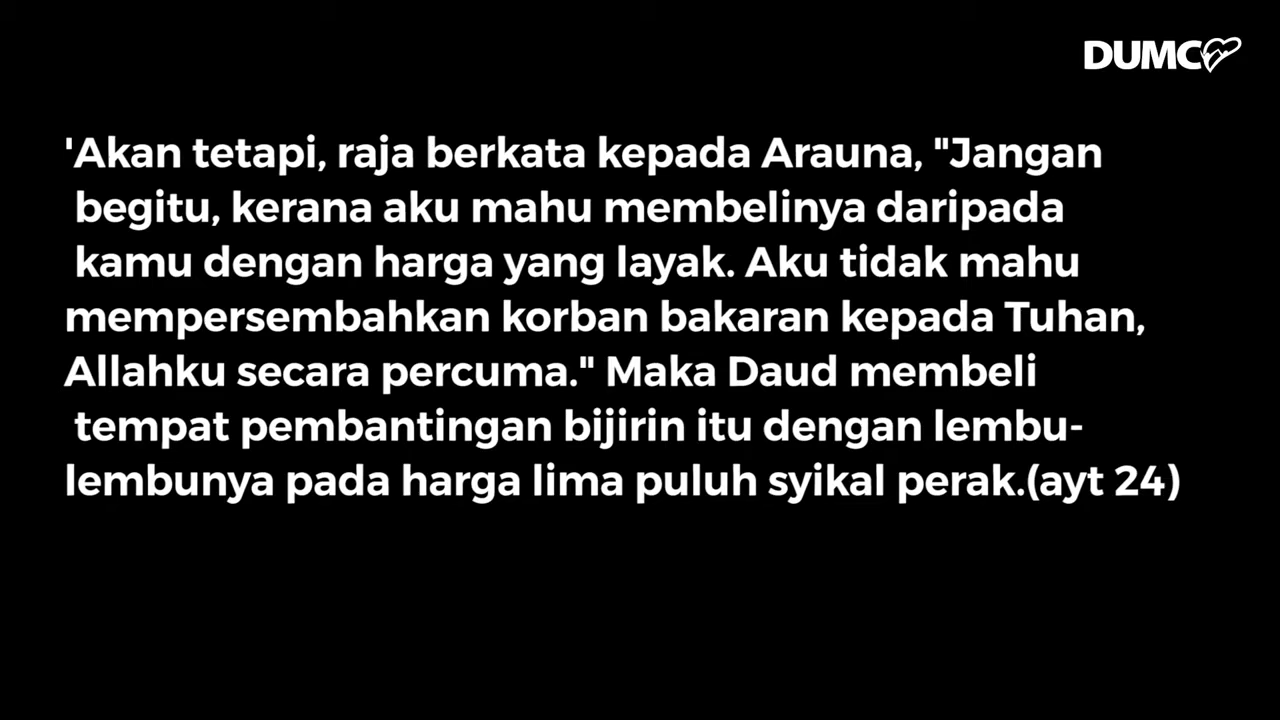 DUMC
'Akan tetapi, raja berkata kepada Arauna, "Jangan
begitu, kerana aku mahu membelinya daripada
kamu dengan harga yang layak. Aku tidak mahu
mempersembahkan korban bakaran kepada Tuhan,
Allahku secara percuma." Maka Daud membeli
tempat pembantingan bijirin itu dengan lembu-
lembunya pada harga lima puluh syikal perak.(ayt 24)